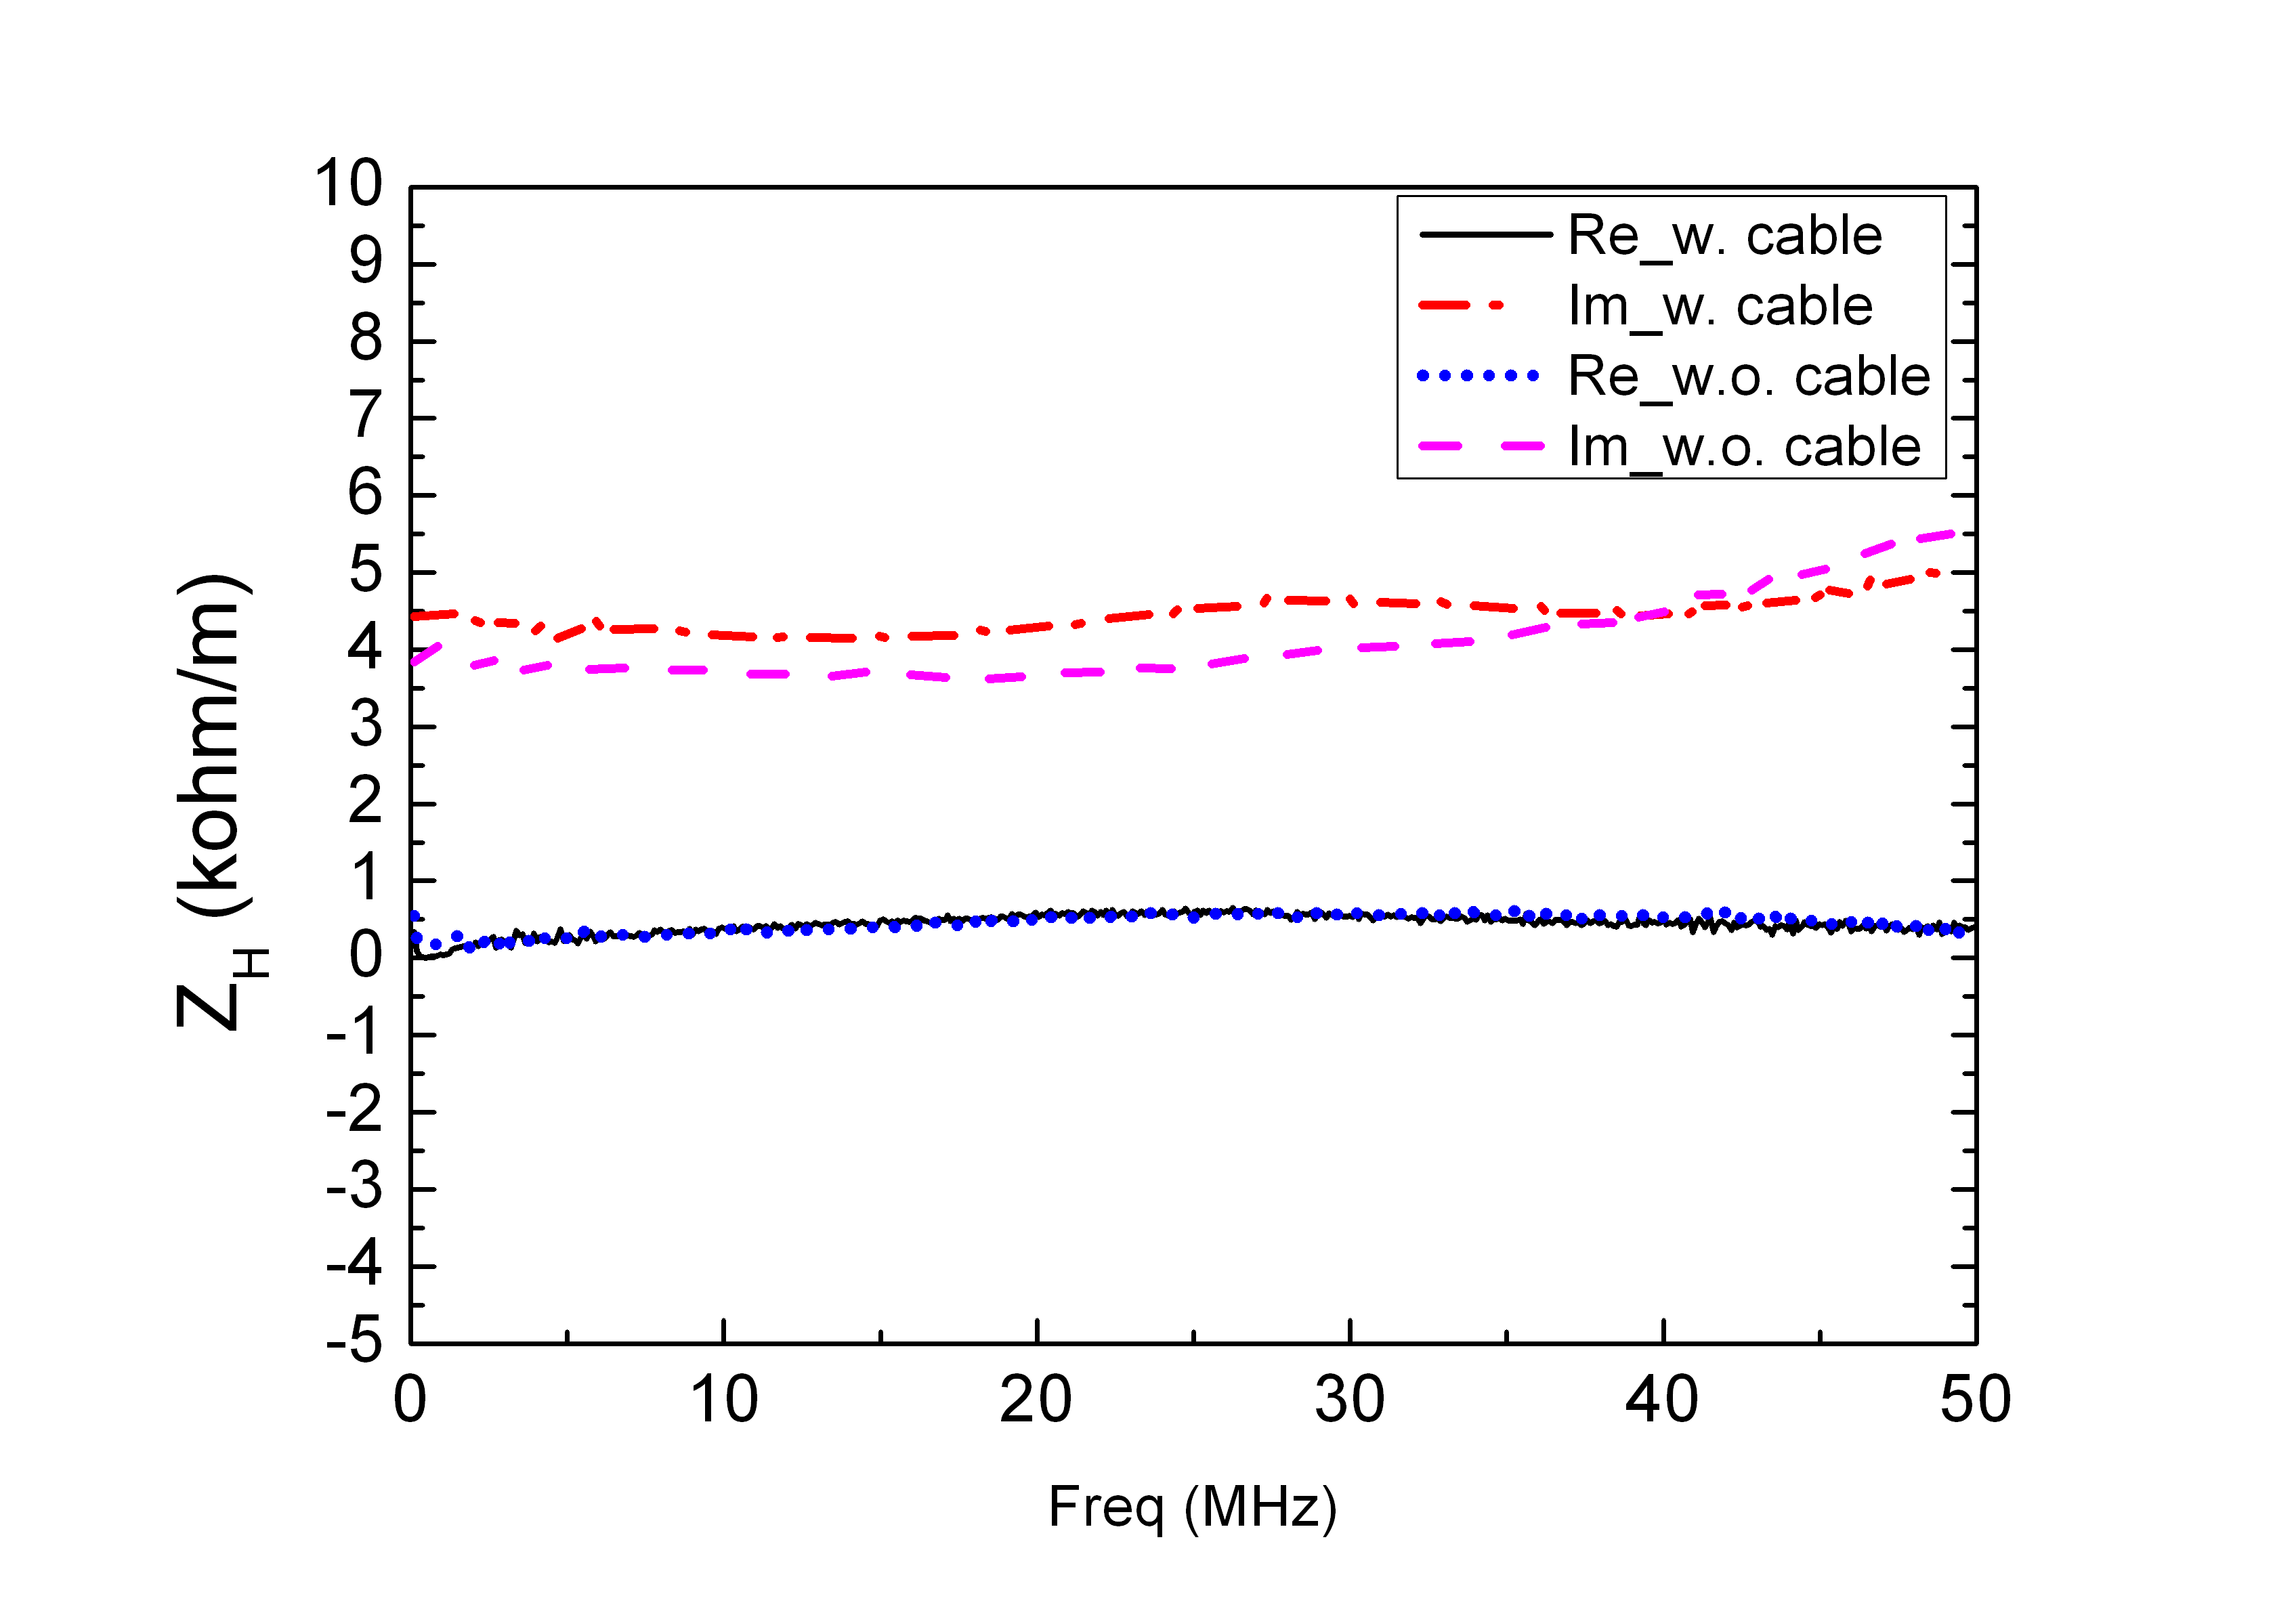 Re_w. cable
Im_w. cable
Re_w.o. cable
Im_w.o. cable
10
9
8
7
6
5
4
3
2
1
0
-1
-2
-3
-4
-5
Z_H (kohm/m)
0 10 20 30 40 50
Freq (MHz)